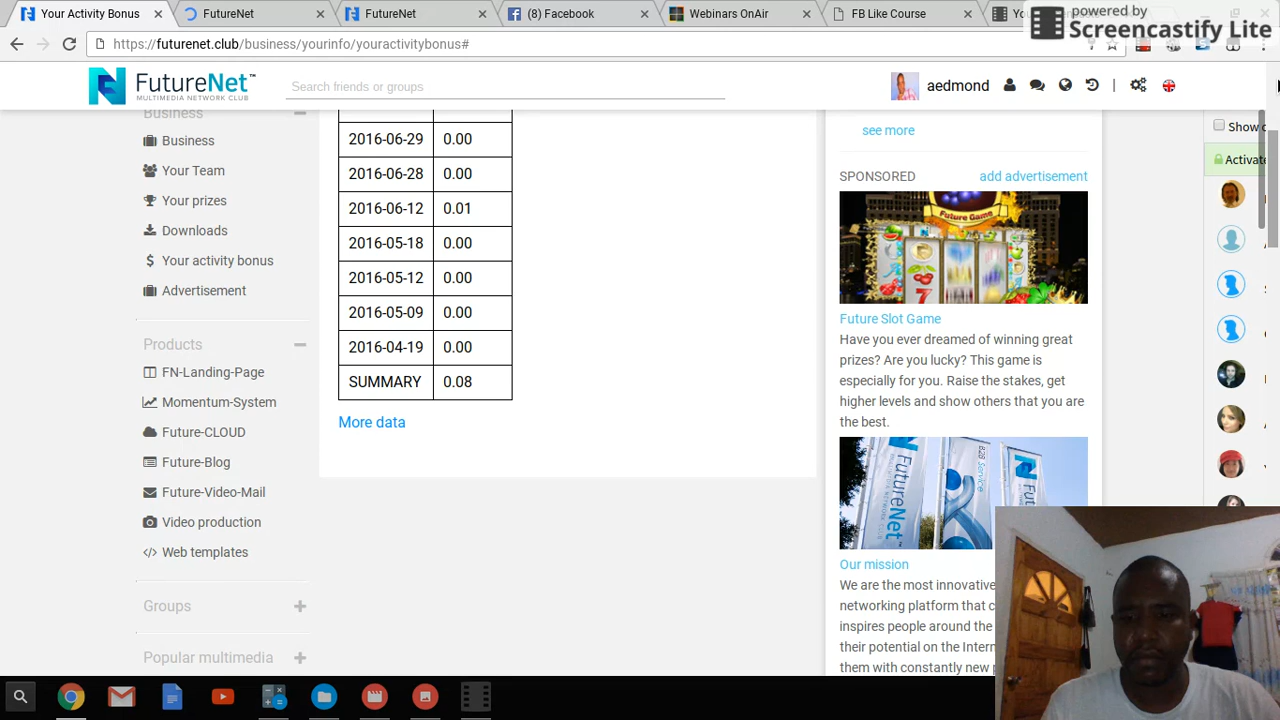 Your Activity Bonus
FutureNet
FutureNet
(8) Facebook
Webinars OnAir
FB Like Course
powered by
Screencastify Lite
https://futurenet.club/business/yourinfo/youractivitybonus#
FutureNet™
MULTIMEDIA NETWORK CLUB
Search friends or groups
aedmond
Business
Business
Your Team
Your prizes
Downloads
$ Your activity bonus
Advertisement
Products
FN-Landing-Page
Momentum-System
Future-CLOUD
Future-Blog
Future-Video-Mail
Video production
</> Web templates
Groups
Popular multimedia
2016-06-29 0.00
2016-06-28 0.00
2016-06-12 0.01
2016-05-18 0.00
2016-05-12 0.00
2016-05-09 0.00
2016-04-19 0.00
SUMMARY 0.08
More data
see more
SPONSORED add advertisement
Future Game
Future Slot Game
Have you ever dreamed of winning great
prizes? Are you lucky? This game is
especially for you. Raise the stakes, get
higher levels and show others that you are
the best.
FutureNet
B2B Service
Our mission
We are the most innovative
networking platform that
inspires people around the
their potential on the Intern
them with constantly new
Show
Activate